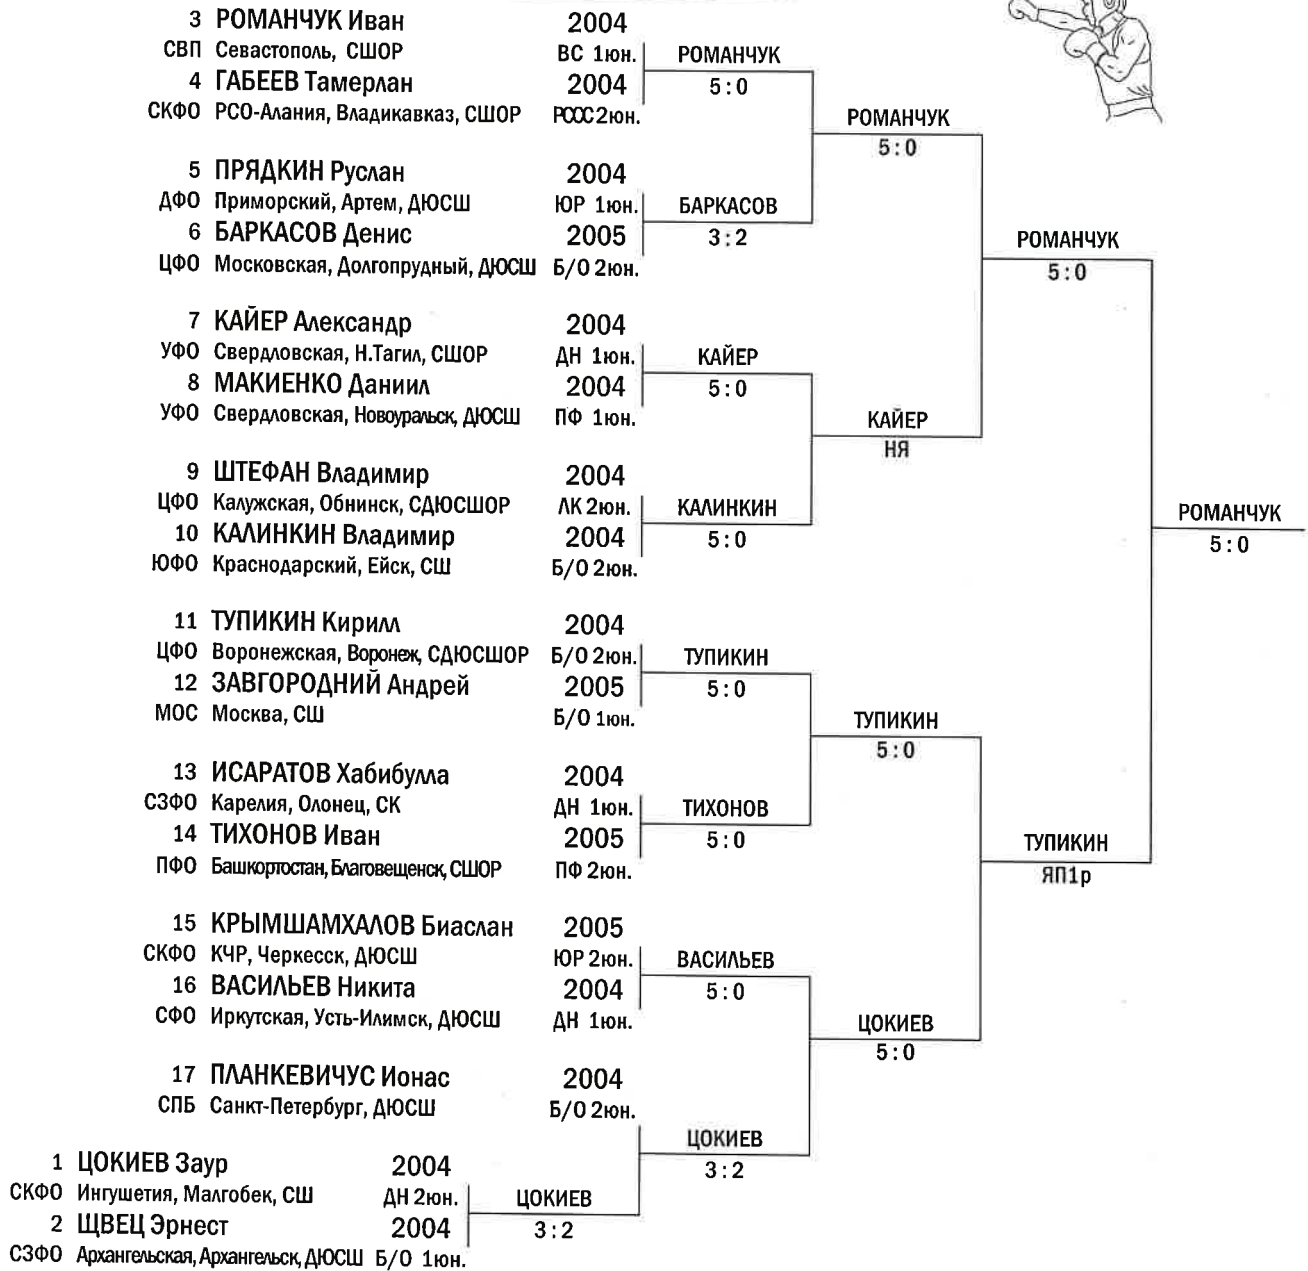 3 РОМАНЧУК Иван 2004
СВП Севастополь, СШОР ВС 1юн.
РОМАНЧУК
5:0
4 ГАБЕЕВ Тамерлан 2004
СКФО РСО-Алания, Владикавказ, СШОР РССС 2юн.
РОМАНЧУК
5:0
5 ПРЯДКИН Руслан 2004
ДФО Приморский, Артем, ДЮСШ ЮР 1юн.
БАРКАСОВ
3:2
6 БАРКАСОВ Денис 2005
ЦФО Московская, Долгопрудный, ДЮСШ Б/О 2юн.
РОМАНЧУК
5:0
7 КАЙЕР Александр 2004
УФО Свердловская, Н.Тагил, СШОР ДН 1юн.
КАЙЕР
5:0
8 МАКИЕНКО Даниил 2004
УФО Свердловская, Новоуральск, ДЮСШ ПФ 1юн.
КАЙЕР
НЯ
9 ШТЕФАН Владимир 2004
ЦФО Калужская, Обнинск, СДЮСШОР ЛК 2юн.
КАЛИНКИН
5:0
10 КАЛИНКИН Владимир 2004
ЮФО Краснодарский, Ейск, СШ Б/О 2юн.
РОМАНЧУК
5:0
11 ТУПИКИН Кирилл 2004
ЦФО Воронежская, Воронеж, СДЮСШОР Б/О 2юн.
ТУПИКИН
5:0
12 ЗАВГОРОДНИЙ Андрей 2005
МОС Москва, СШ Б/О 1юн.
ТУПИКИН
5:0
13 ИСАРАТОВ Хабибулла 2004
СЗФО Карелия, Олонец, СК ДН 1юн.
ТИХОНОВ
5:0
14 ТИХОНОВ Иван 2005
ПФО Башкортостан, Благовещенск, СШОР ПФ 2юн.
ТУПИКИН
ЯП1р
15 КРЫМШАМХАЛОВ Биаслан 2005
СКФО КЧР, Черкесск, ДЮСШ ЮР 2юн.
ВАСИЛЬЕВ
5:0
16 ВАСИЛЬЕВ Никита 2004
СФО Иркутская, Усть-Илимск, ДЮСШ ДН 1юн.
ЦОКИЕВ
5:0
17 ПЛАНКЕВИЧУС Ионас 2004
СПБ Санкт-Петербург, ДЮСШ Б/О 2юн.
ЦОКИЕВ
3:2
1 ЦОКИЕВ Заур 2004
СКФО Ингушетия, Малгобек, СШ ДН 2юн.
ЦОКИЕВ
3:2
2 ЩВЕЦ Эрнест 2004
СЗФО Архангельская, Архангельск, ДЮСШ Б/О 1юн.